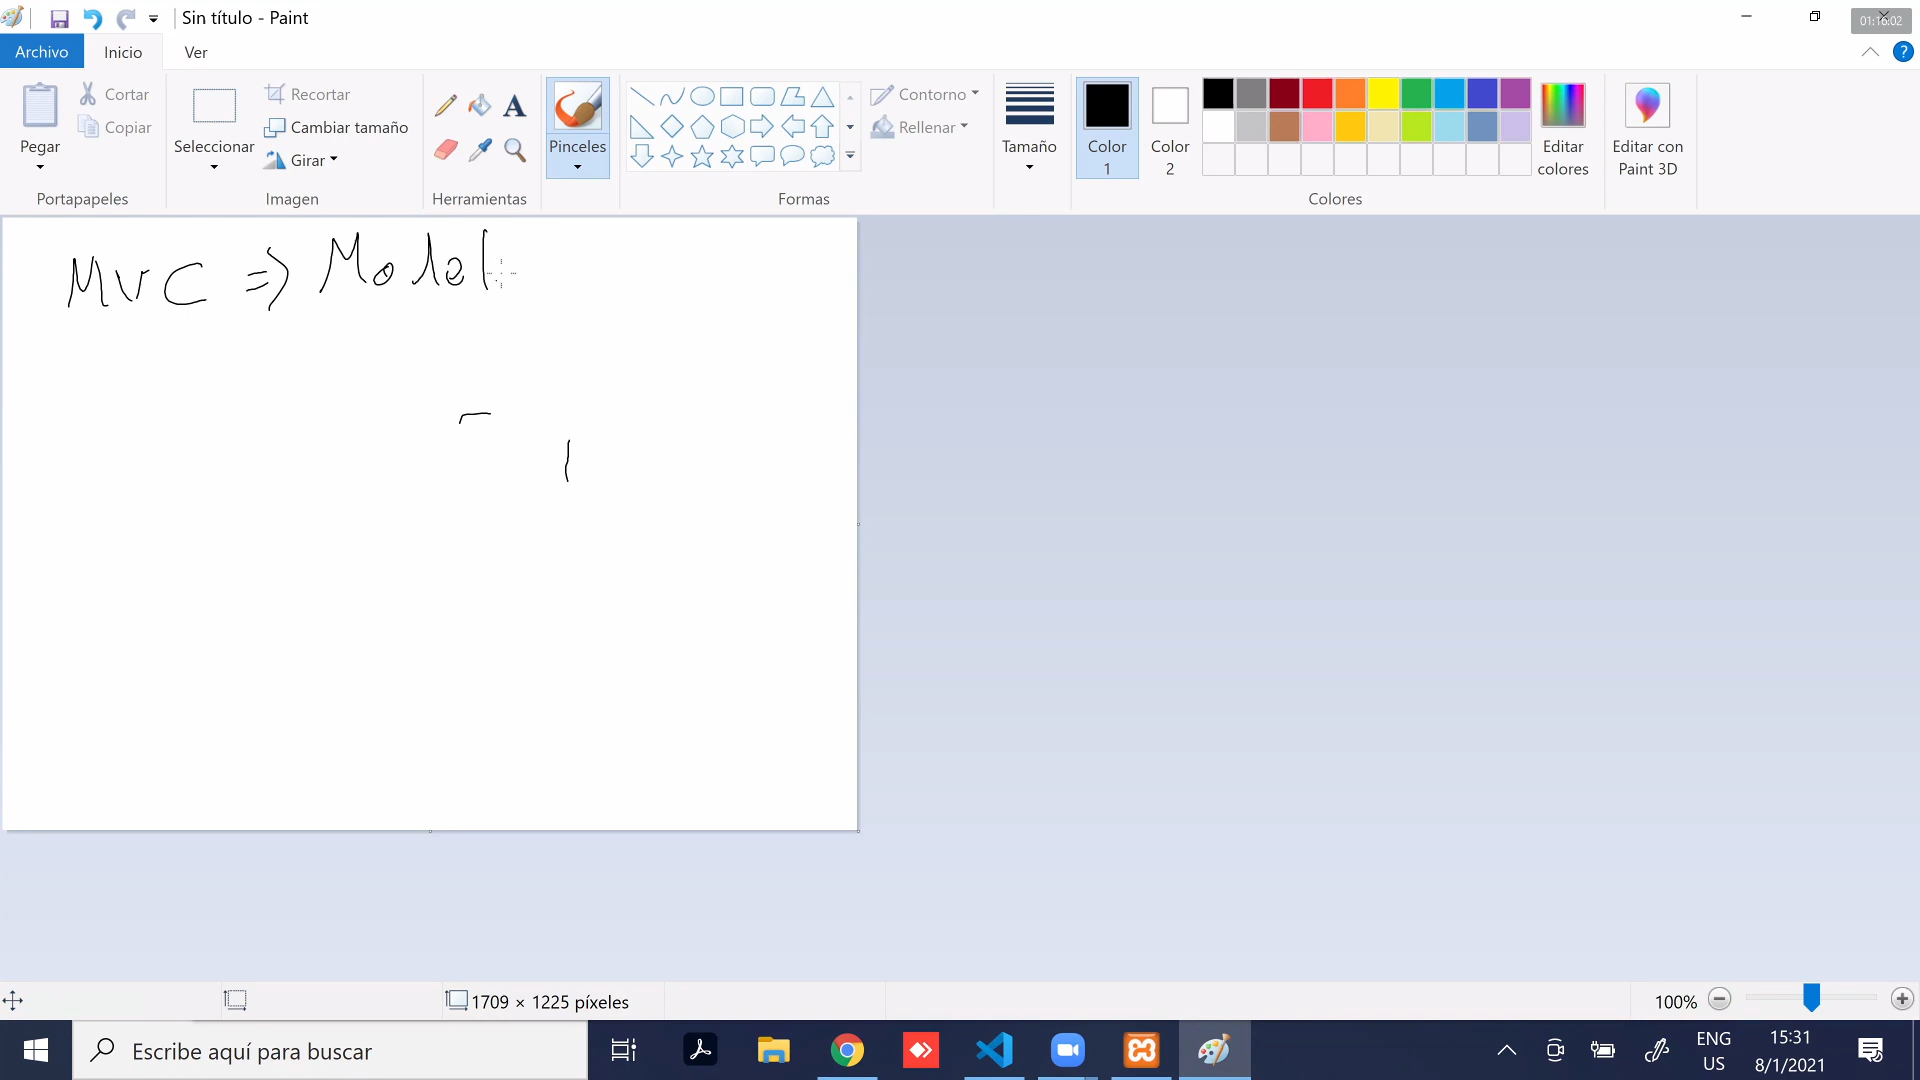 Sin título - Paint
01:16:02
Archivo Inicio Ver
Pegar
Cortar
Copiar
Portapapeles
Seleccionar
Recortar
Cambiar tamaño
Girar
Imagen
A
Herramientas
Pinceles
Formas
Contorno
Rellenar
Tamaño
Color
1
Color
2
Editar
colores
Editar con
Paint 3D
Colores
MVC => Model
1709 × 1225 píxeles
100%
Escribe aquí para buscar
ENG
US
15:31
8/1/2021